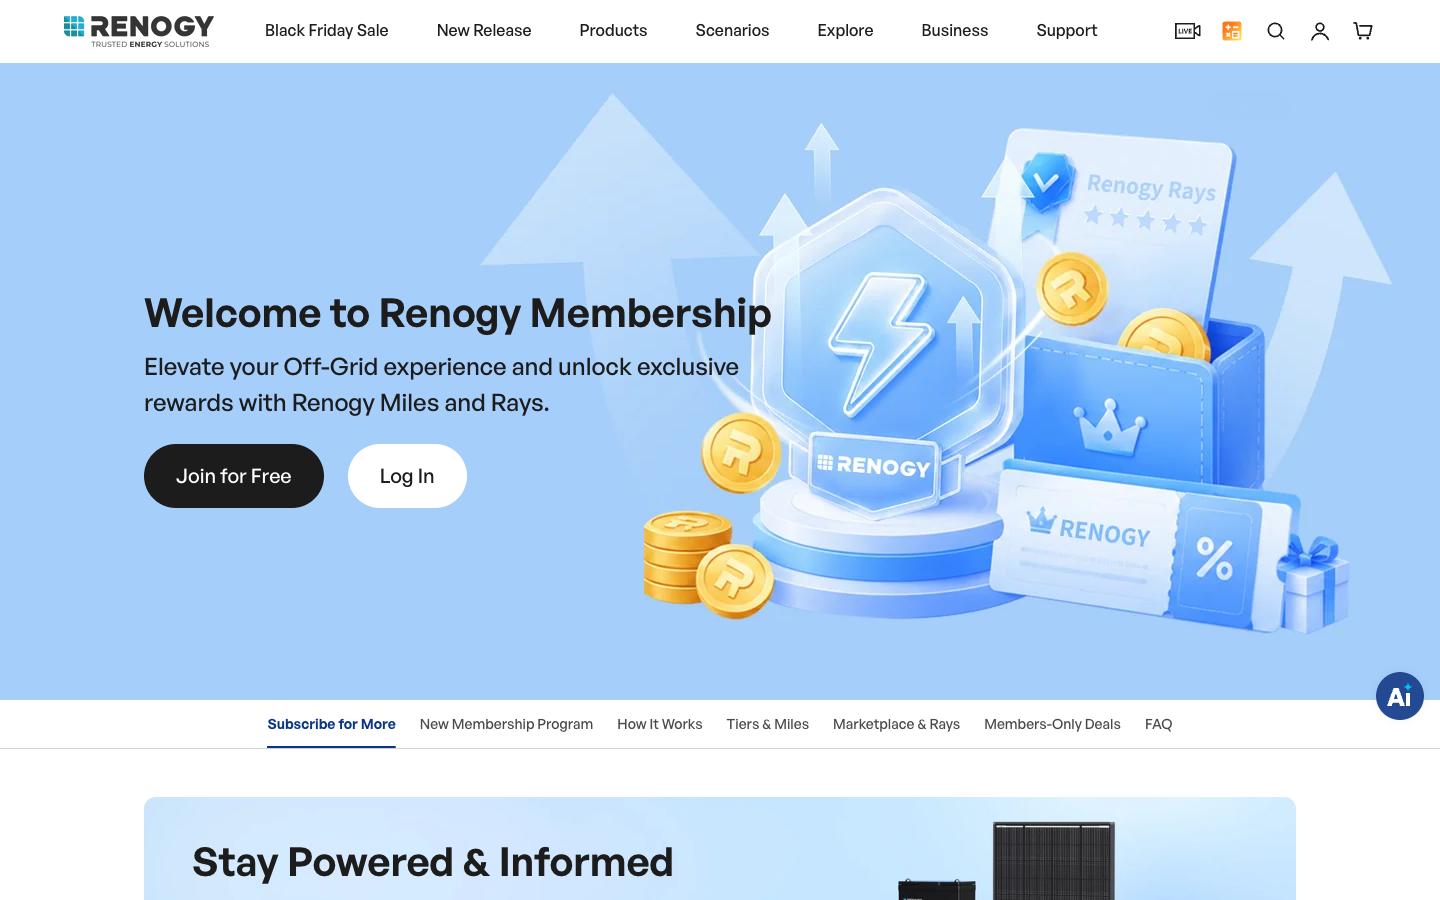 RENOGY
TRUSTED ENERGY SOLUTIONS
Black Friday Sale
New Release
Products
Scenarios
Explore
Business
Support
LIVE
Renogy Rays
Welcome to Renogy Membership
Elevate your Off-Grid experience and unlock exclusive
rewards with Renogy Miles and Rays.
Join for Free
Log In
R
R
R
R
R
RENOGY
RENOGY
%
Ai
Subscribe for More
New Membership Program
How It Works
Tiers & Miles
Marketplace & Rays
Members-Only Deals
FAQ
Stay Powered & Informed